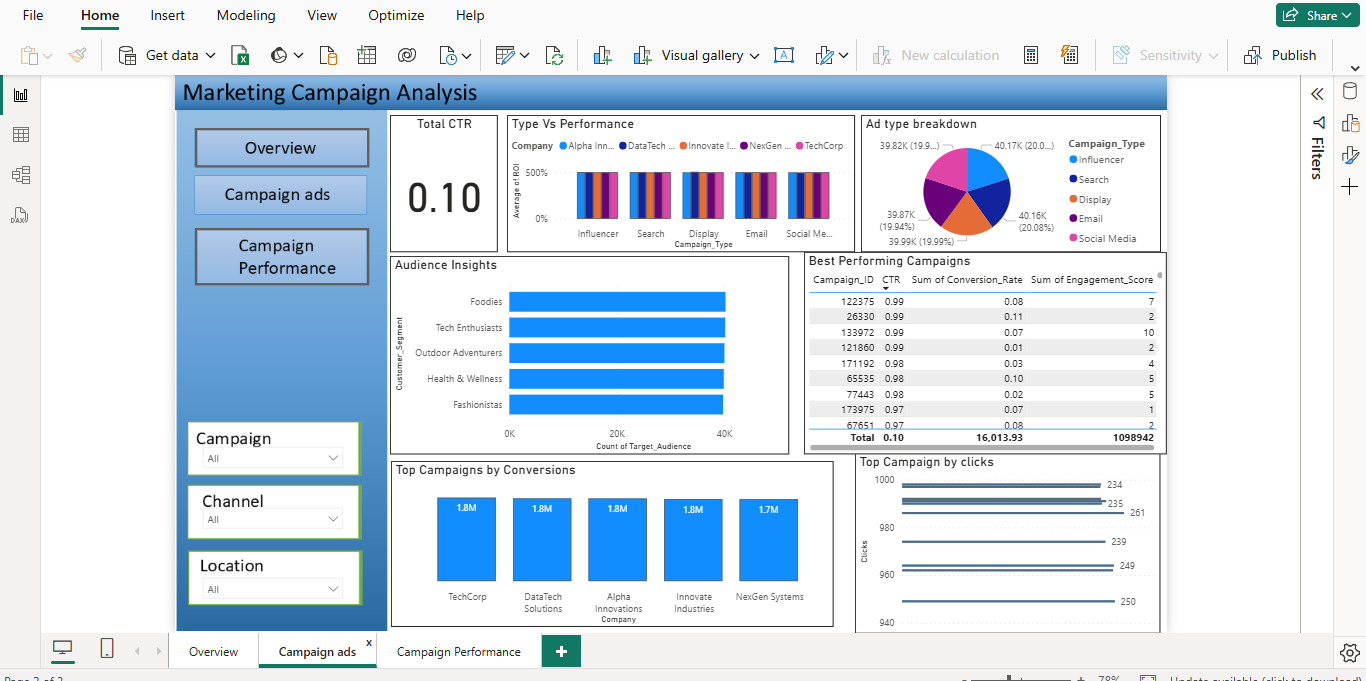 File Home Insert Modeling View Optimize Help Share
Get data Visual gallery New calculation Sensitivity Publish
Marketing Campaign Analysis
Overview
Campaign ads
Campaign
Performance
Campaign
All
Channel
All
Location
All
Total CTR
0.10
Type Vs Performance
Company Alpha Inn... DataTech ... Innovate I... NexGen ... TechCorp
Average of ROI
500%
0%
Influencer Search Display Email Social Me...
Campaign_Type
Ad type breakdown
39.82K (19.9...) 40.17K (20.0...)
39.87K
(19.94%)
40.16K
(20.08%)
39.99K (19.99%)
Campaign_Type
Influencer
Search
Display
Email
Social Media
Audience Insights
Customer_Segment
Foodies
Tech Enthusiasts
Outdoor Adventurers
Health & Wellness
Fashionistas
0K 20K 40K
Count of Target_Audience
Best Performing Campaigns
Campaign_ID CTR Sum of Conversion_Rate Sum of Engagement_Score
122375 0.99 0.08 7
26330 0.99 0.11 2
133972 0.99 0.07 10
121860 0.99 0.01 2
171192 0.98 0.03 4
65535 0.98 0.10 5
77443 0.98 0.02 5
173975 0.97 0.07 1
67651 0.97 0.08 2
Total 0.10 16,013.93 1098942
Top Campaigns by Conversions
1.8M 1.8M 1.8M 1.8M 1.7M
TechCorp DataTech Solutions Alpha Innovations Innovate Industries NexGen Systems
Company
Top Campaign by clicks
Clicks
1000
980
960
940
234
235
261
239
249
250
Filters
Overview Campaign ads x Campaign Performance +
78%